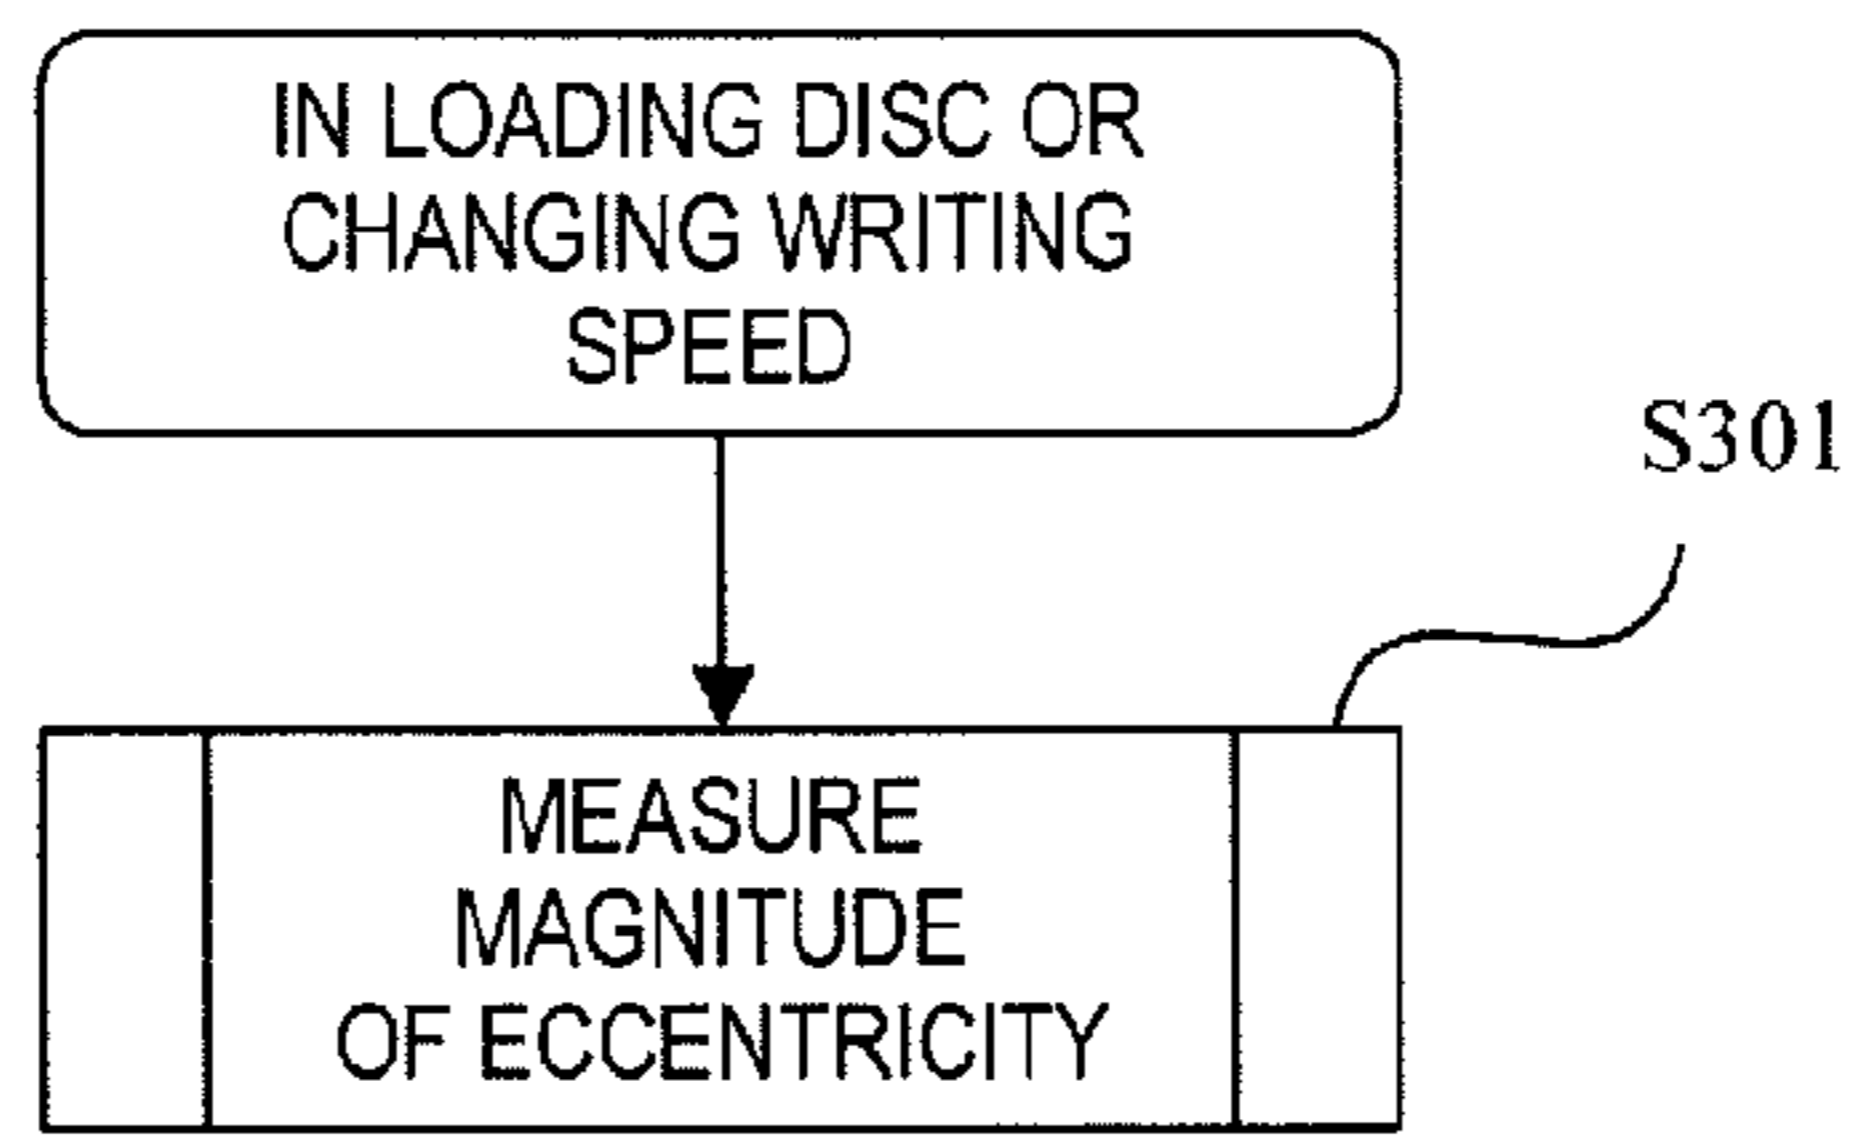 IN LOADING DISC OR
CHANGING WRITING
SPEED
S301
MEASURE
MAGNITUDE
OF ECCENTRICITY